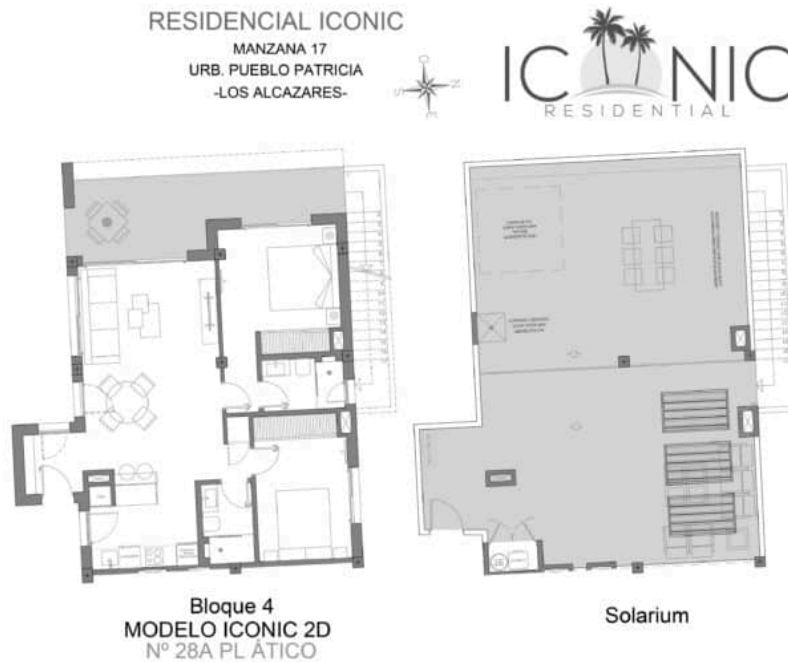 RESIDENCIAL ICONIC
MANZANA 17
URB. PUEBLO PATRICIA
-LOS ALCAZARES-
O
N
S
E
ICONIC
RESIDENTIAL
Bloque 4
MODELO ICONIC 2D
Nº 28A PL ÁTICO
Solarium